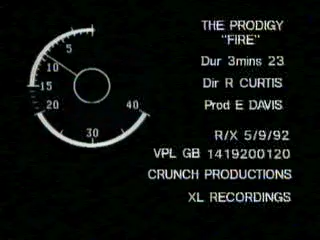 THE PRODIGY
"FIRE"
Dur 3mins 23
Dir R CURTIS
Prod E DAVIS
R/X 5/9/92
VPL GB 1419200120
CRUNCH PRODUCTIONS
XL RECORDINGS
5
10
15
20
30
40